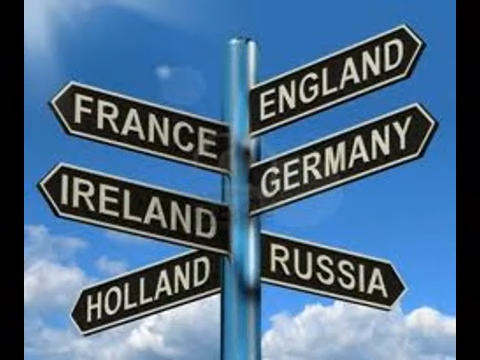 ENGLAND
FRANCE
GERMANY
IRELAND
RUSSIA
HOLLAND